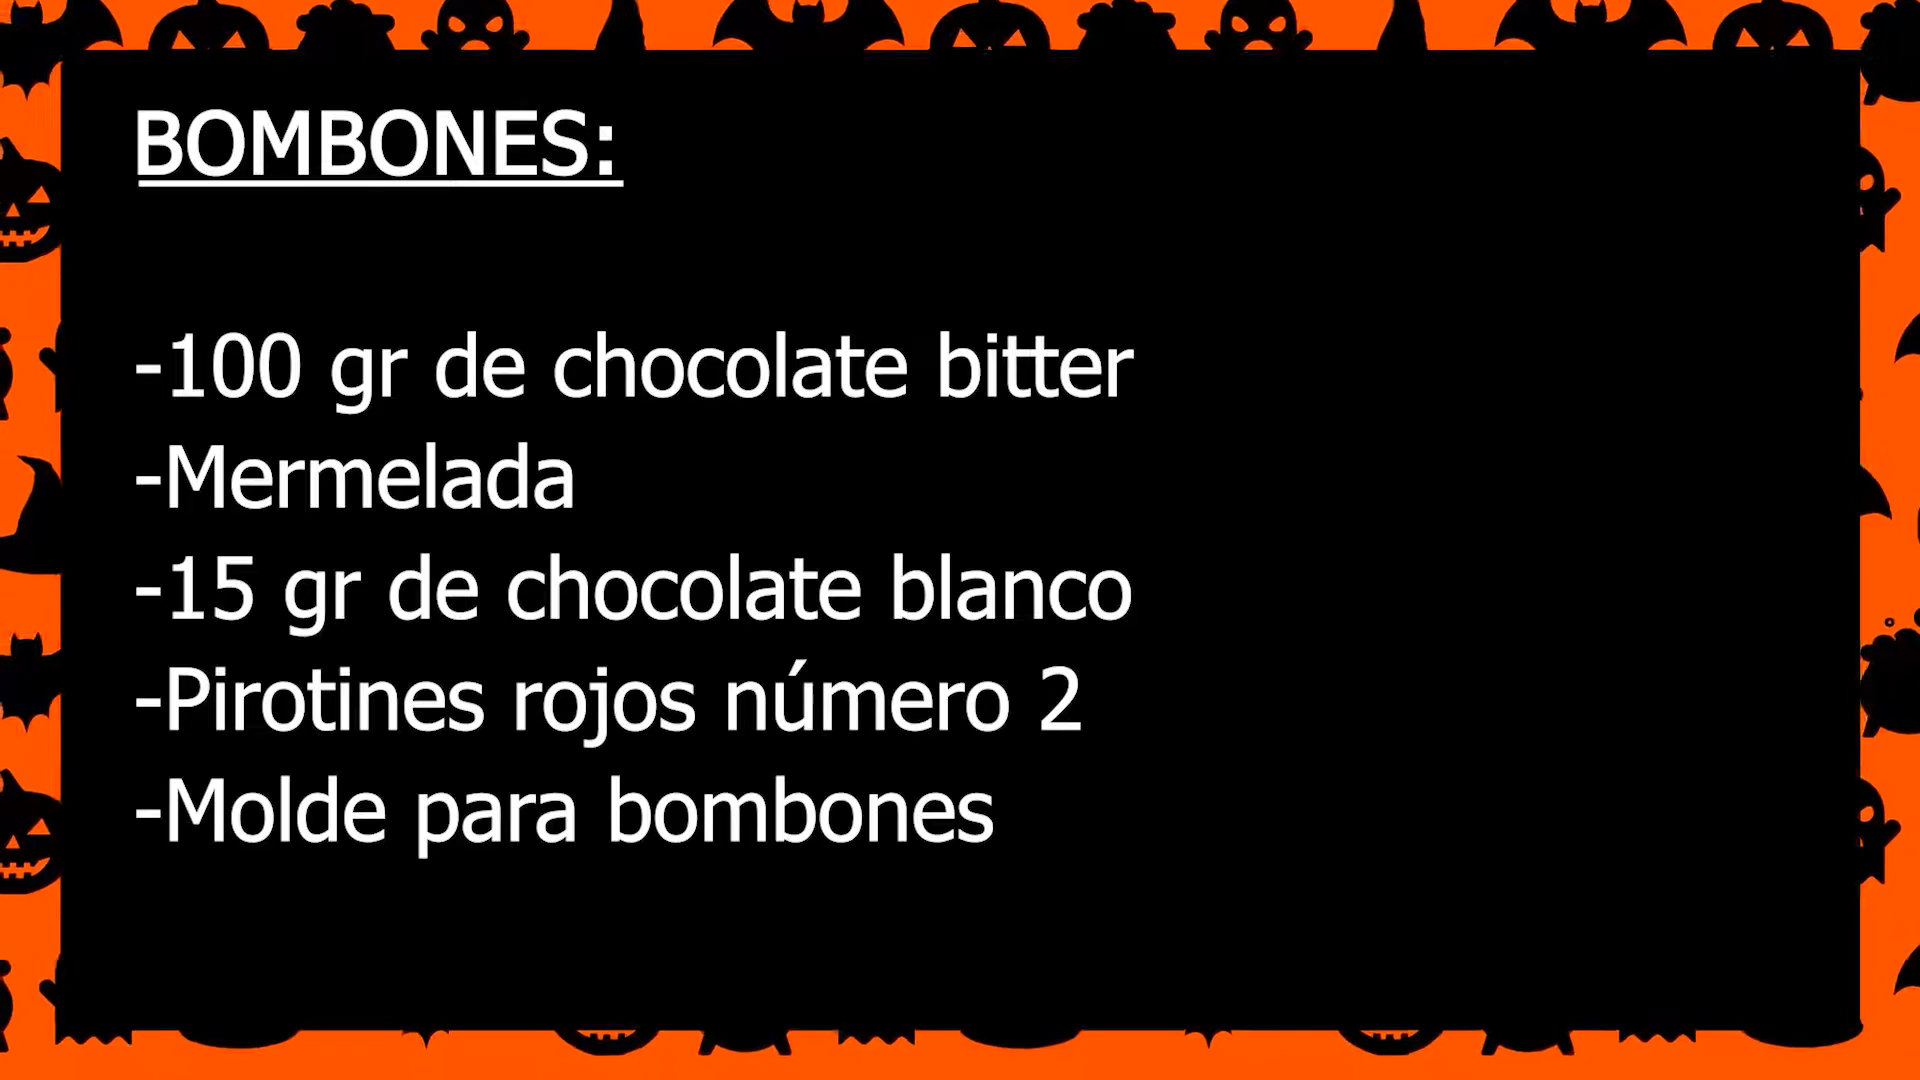 BOMBONES:
-100 gr de chocolate bitter
-Mermelada
-15 gr de chocolate blanco
-Pirotines rojos número 2
-Molde para bombones